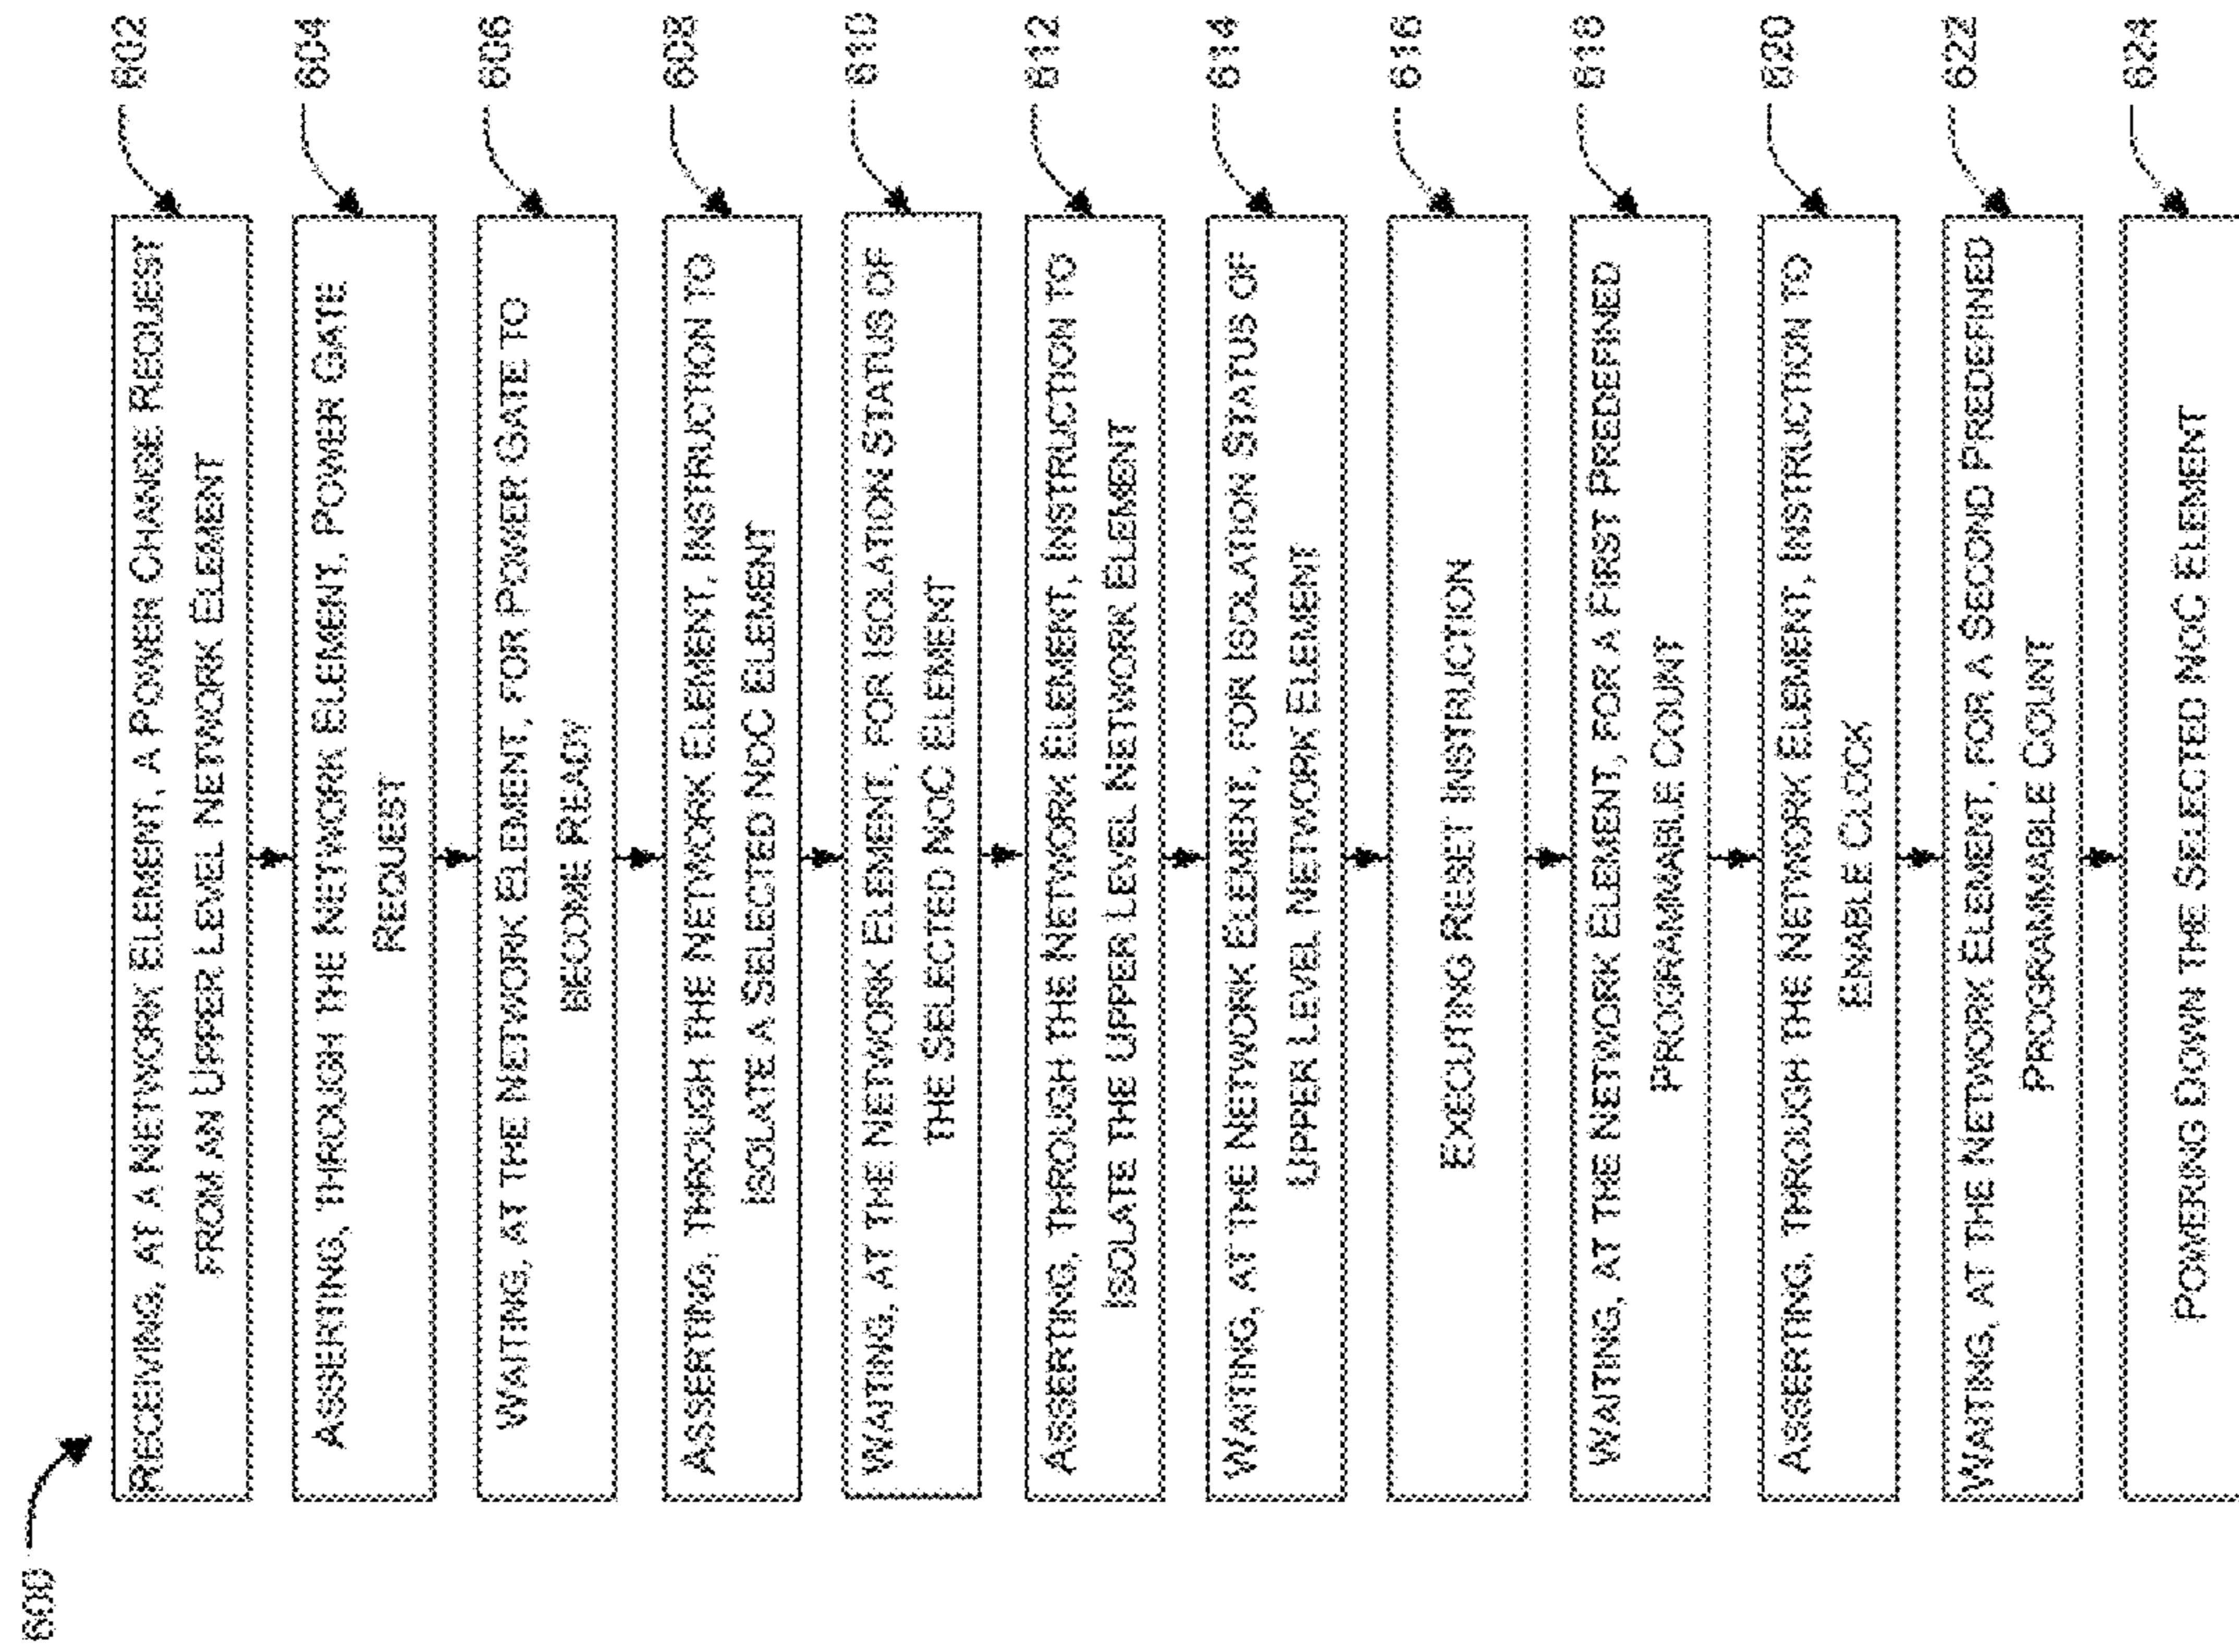 600
RECEIVING, AT A NETWORK ELEMENT, A POWER CHANGE REQUEST
FROM AN UPPER LEVEL NETWORK ELEMENT
602
ASSERTING, THROUGH THE NETWORK ELEMENT, POWER GATE
REQUEST
604
WAITING, AT THE NETWORK ELEMENT, FOR POWER GATE TO
BECOME READY
606
ASSERTING, THROUGH THE NETWORK ELEMENT, INSTRUCTION TO
ISOLATE A SELECTED NOC ELEMENT
608
WAITING, AT THE NETWORK ELEMENT, FOR ISOLATION STATUS OF
THE SELECTED NOC ELEMENT
610
ASSERTING, THROUGH THE NETWORK ELEMENT, INSTRUCTION TO
ISOLATE THE UPPER LEVEL NETWORK ELEMENT
612
WAITING, AT THE NETWORK ELEMENT, FOR ISOLATION STATUS OF
UPPER LEVEL NETWORK ELEMENT
614
EXECUTING RESET INSTRUCTION
616
WAITING, AT THE NETWORK ELEMENT, FOR A FIRST PREDEFINED
PROGRAMMABLE COUNT
618
ASSERTING, THROUGH THE NETWORK ELEMENT, INSTRUCTION TO
ENABLE CLOCK
620
WAITING, AT THE NETWORK ELEMENT, FOR A SECOND PREDEFINED
PROGRAMMABLE COUNT
622
POWERING DOWN THE SELECTED NOC ELEMENT
624